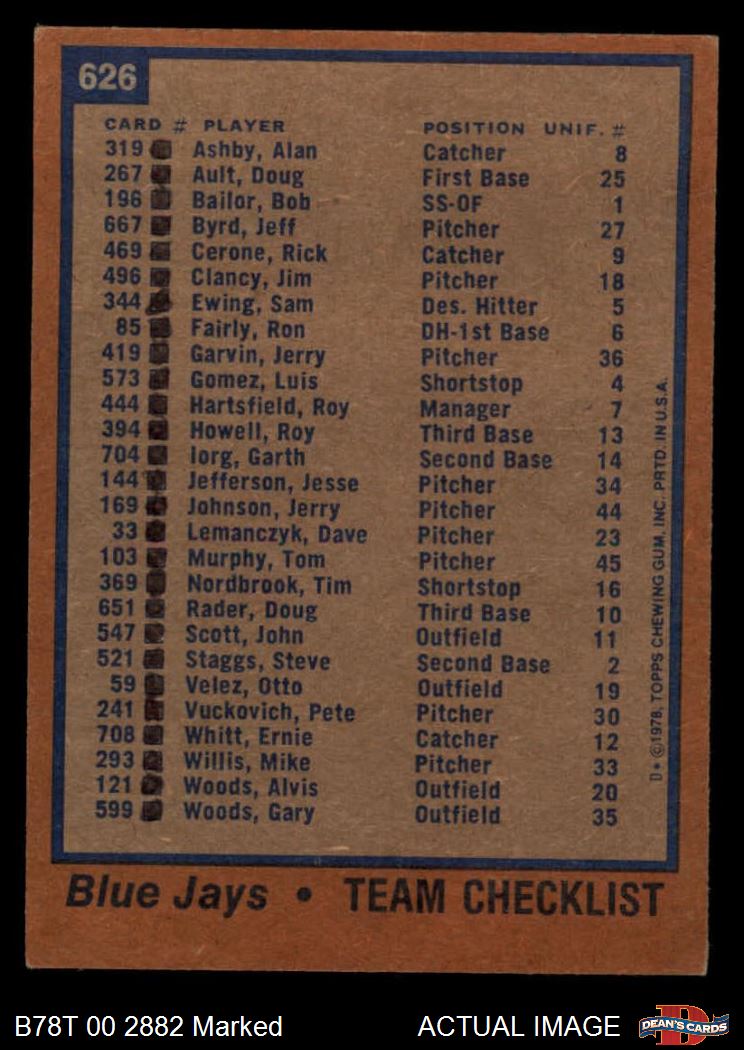 626
CARD # PLAYER POSITION UNIF. #
319 Ashby, Alan Catcher 8
267 Ault, Doug First Base 25
196 Bailor, Bob SS-OF 1
667 Byrd, Jeff Pitcher 27
469 Cerone, Rick Catcher 9
496 Clancy, Jim Pitcher 18
344 Ewing, Sam Des. Hitter 5
85 Fairly, Ron DH-1st Base 6
419 Garvin, Jerry Pitcher 36
573 Gomez, Luis Shortstop 4
444 Hartsfield, Roy Manager 7
394 Howell, Roy Third Base 13
704 Iorg, Garth Second Base 14
144 Jefferson, Jesse Pitcher 34
169 Johnson, Jerry Pitcher 44
33 Lemanczyk, Dave Pitcher 23
103 Murphy, Tom Pitcher 45
369 Nordbrook, Tim Shortstop 16
651 Rader, Doug Third Base 10
547 Scott, John Outfield 11
521 Staggs, Steve Second Base 2
59 Velez, Otto Outfield 19
241 Vuckovich, Pete Pitcher 30
708 Whitt, Ernie Catcher 12
293 Willis, Mike Pitcher 33
121 Woods, Alvis Outfield 20
599 Woods, Gary Outfield 35
D* ©1978, TOPPS CHEWING GUM, INC. PRTD. IN U.S.A.
Blue Jays • TEAM CHECKLIST
B78T 00 2882 Marked ACTUAL IMAGE
DEAN'S CARDS